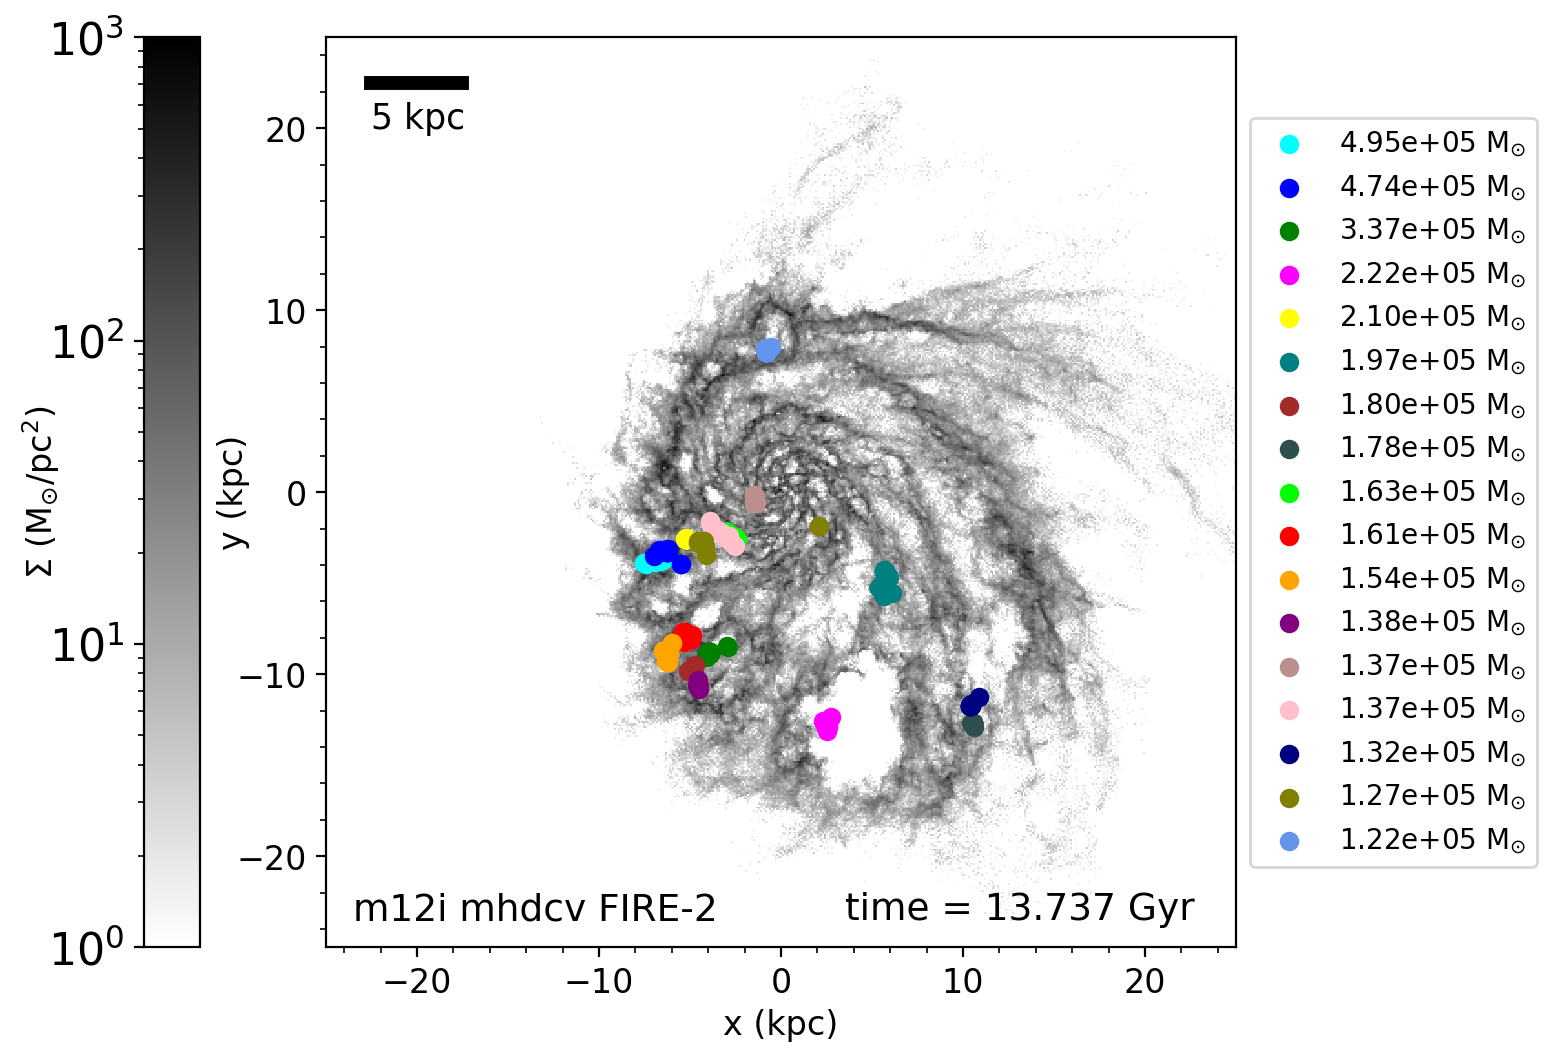 10³
10²
10¹
10⁰
Σ (M⊙/pc²)
y (kpc)
20
10
0
−10
−20
5 kpc
m12i mhdcv FIRE-2
time = 13.737 Gyr
−20
−10
0
10
20
x (kpc)
4.95e+05 M⊙
4.74e+05 M⊙
3.37e+05 M⊙
2.22e+05 M⊙
2.10e+05 M⊙
1.97e+05 M⊙
1.80e+05 M⊙
1.78e+05 M⊙
1.63e+05 M⊙
1.61e+05 M⊙
1.54e+05 M⊙
1.38e+05 M⊙
1.37e+05 M⊙
1.37e+05 M⊙
1.32e+05 M⊙
1.27e+05 M⊙
1.22e+05 M⊙